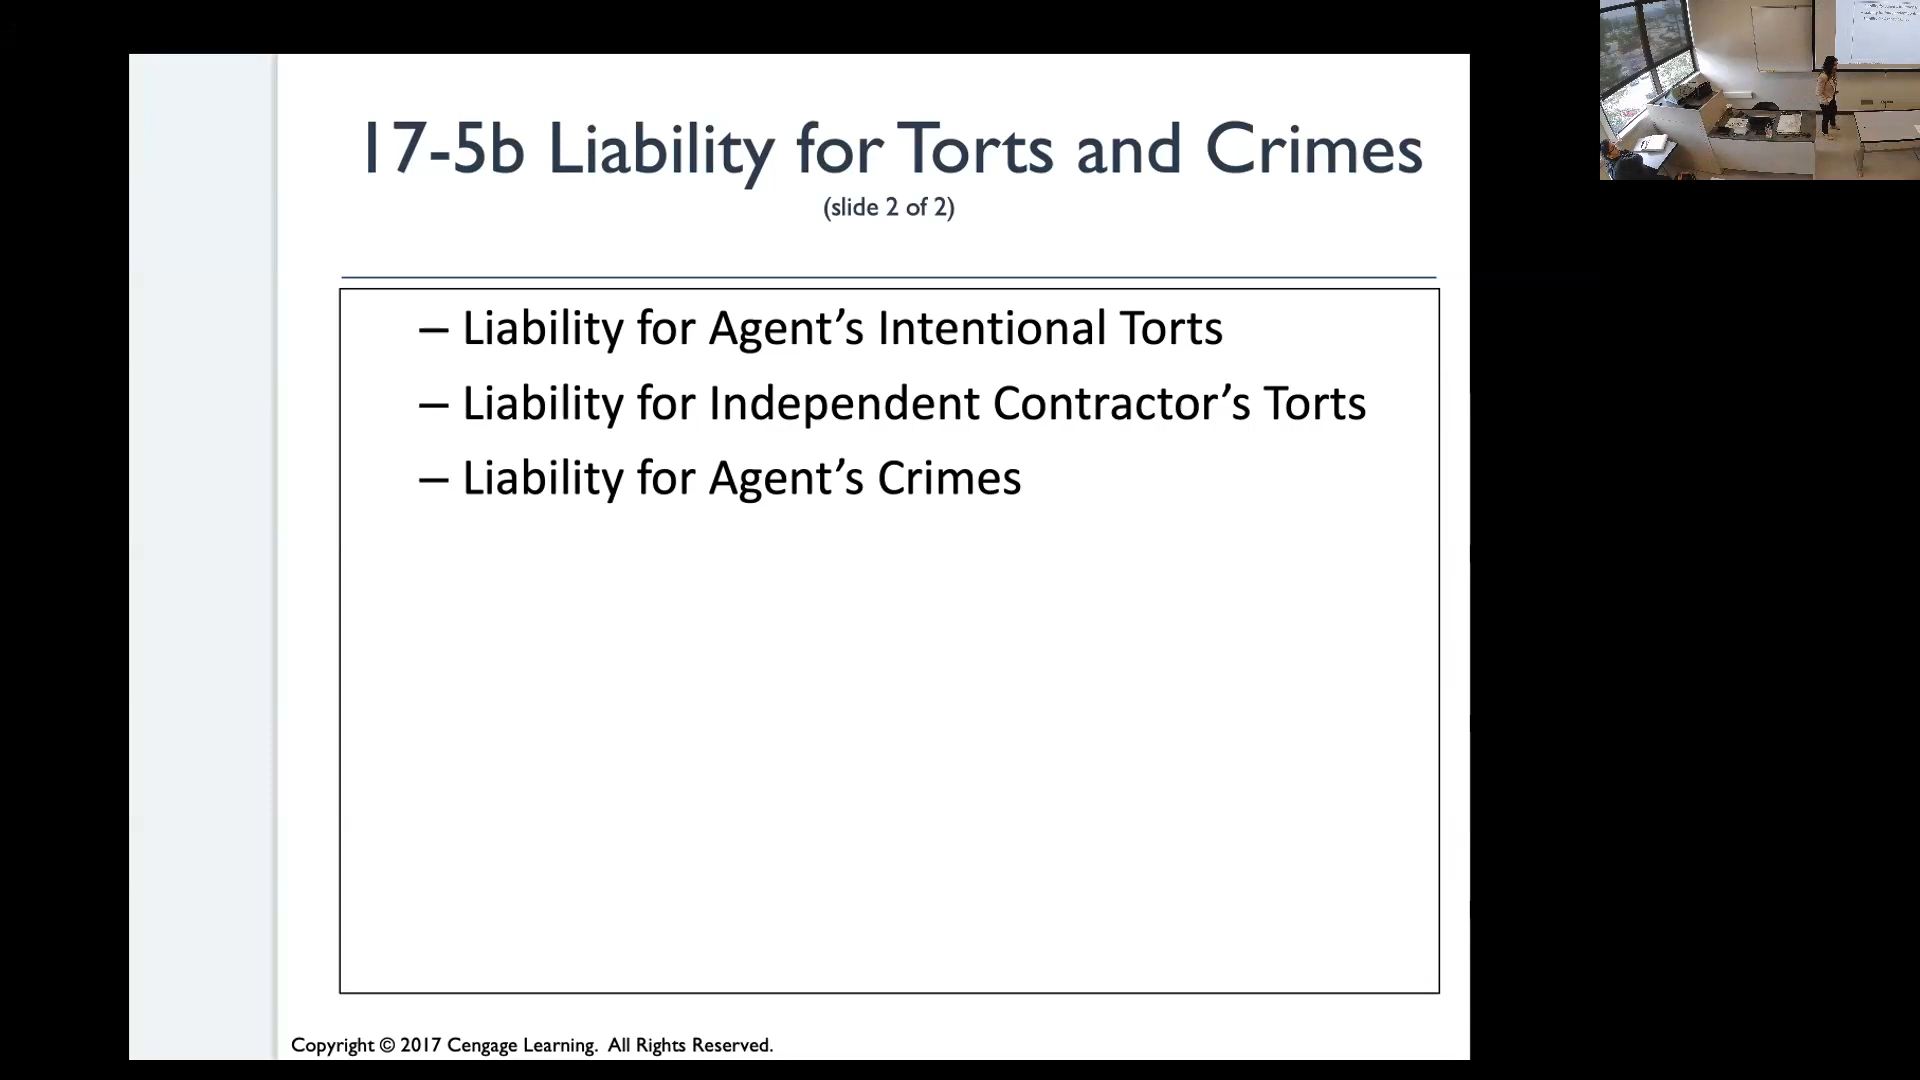 17-5b Liability for Torts and Crimes
(slide 2 of 2)
– Liability for Agent’s Intentional Torts
– Liability for Independent Contractor’s Torts
– Liability for Agent’s Crimes
Copyright © 2017 Cengage Learning. All Rights Reserved.